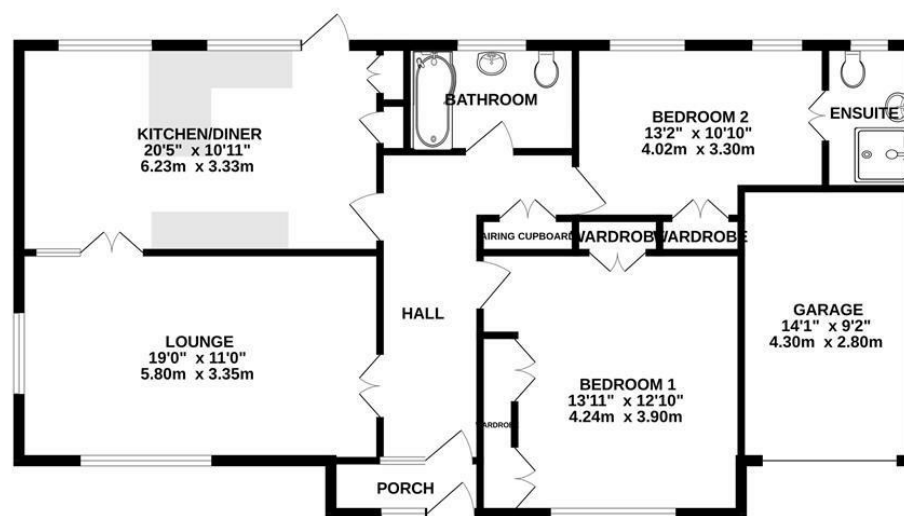 KITCHEN/DINER
20'5" x 10'11"
6.23m x 3.33m
BATHROOM
BEDROOM 2
13'2" x 10'10"
4.02m x 3.30m
ENSUITE
AIRING CUPBOARD
WARDROBE
WARDROBE
LOUNGE
19'0" x 11'0"
5.80m x 3.35m
HALL
GARAGE
14'1" x 9'2"
4.30m x 2.80m
BEDROOM 1
13'11" x 12'10"
4.24m x 3.90m
WARDROBE
PORCH